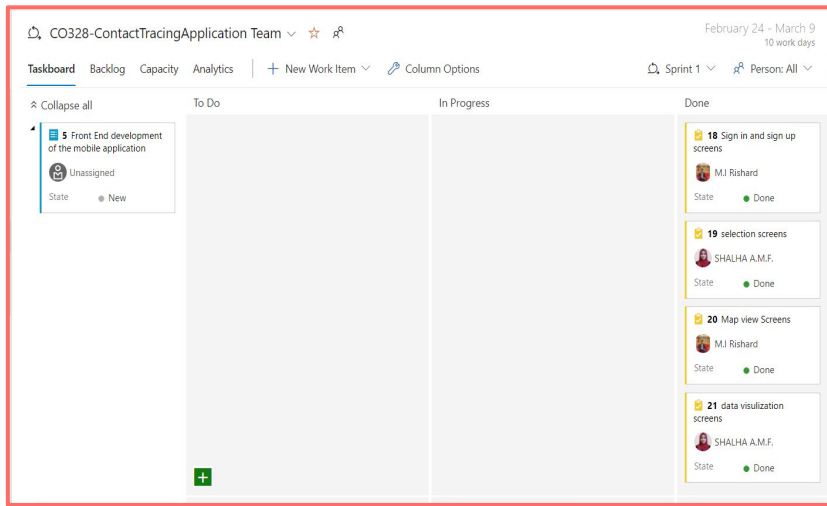 CO328-ContactTracingApplication Team
February 24 - March 9
10 work days
Taskboard Backlog Capacity Analytics New Work Item Column Options Sprint 1 Person: All
Collapse all To Do In Progress Done
5 Front End development
of the mobile application
Unassigned
State New
18 Sign in and sign up
screens
M.I Rishard
State Done
19 selection screens
SHALHA A.M.F.
State Done
20 Map view Screens
M.I Rishard
State Done
21 data visulization
screens
SHALHA A.M.F.
State Done